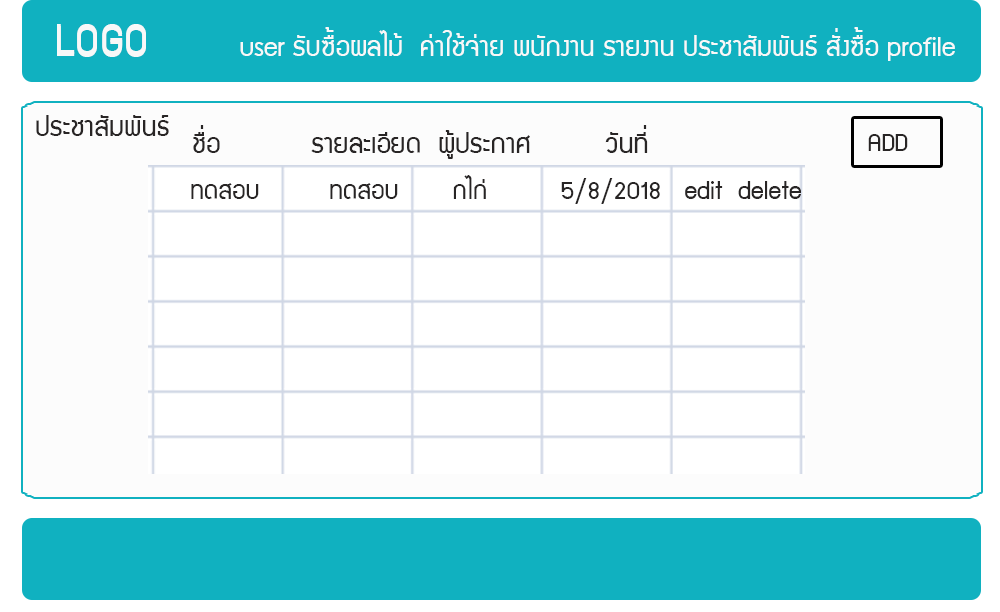 LOGO
user รับซื้อผลไม้ ค่าใช้จ่าย พนักงาน รายงาน ประชาสัมพันธ์ สั่งซื้อ profile
ประชาสัมพันธ์
ชื่อ รายละเอียด ผู้ประกาศ วันที่
ADD
ทดสอบ ทดสอบ กไก่ 5/8/2018 edit delete